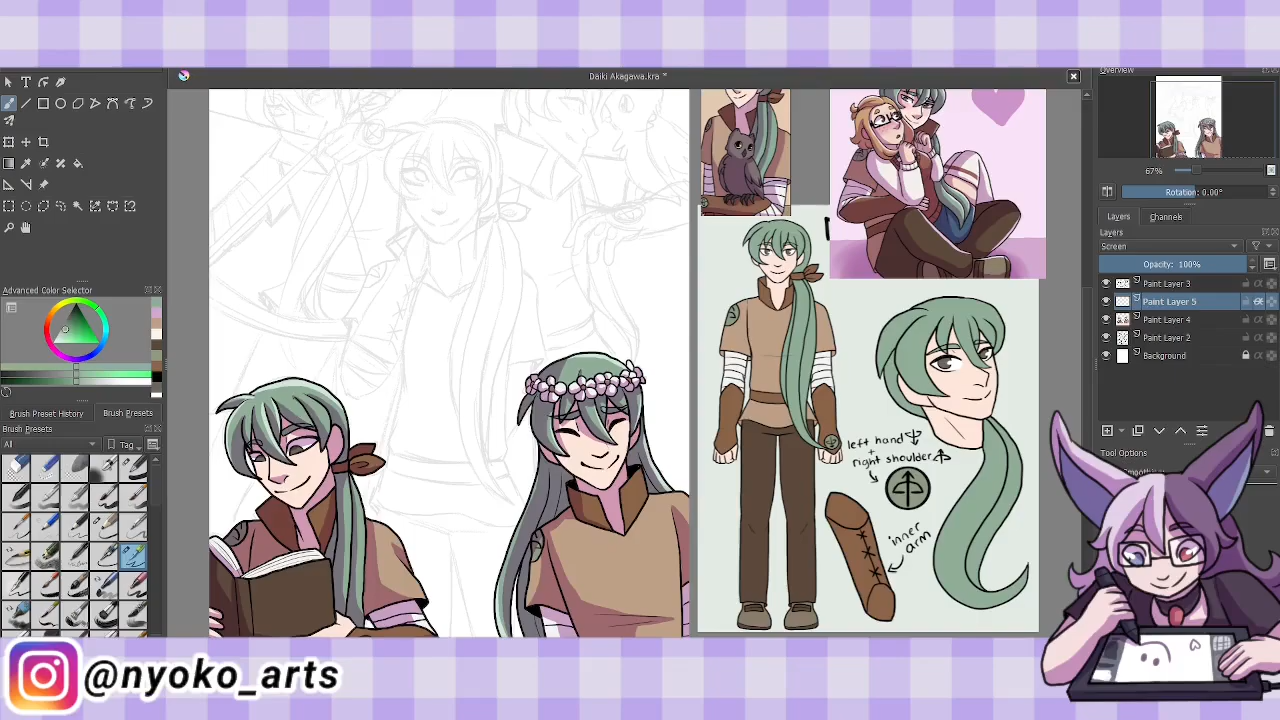 Daiki Akagawa.kra *
Overview
67%
Rotation: 0.00°
Layers
Channels
Layers
Screen
Opacity: 100%
Paint Layer 3
Paint Layer 5
Paint Layer 4
Paint Layer 2
Background
Tool Options
Advanced Color Selector
Brush Preset History
Brush Presets
Brush Presets
All
Tag
left hand
+
right shoulder
inner
arm
@nyoko_arts